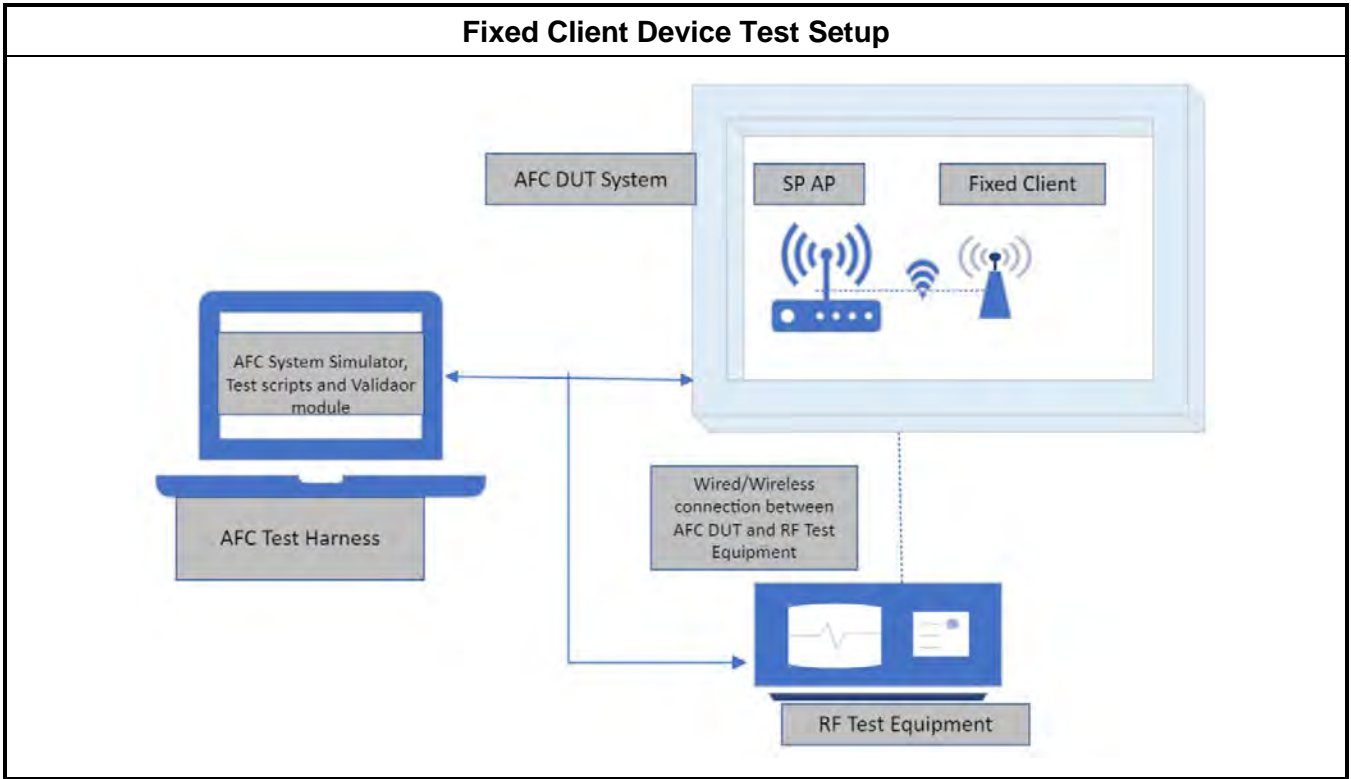 Fixed Client Device Test Setup
AFC DUT System
SP AP
Fixed Client
AFC System Simulator,
Test scripts and Validaor
module
AFC Test Harness
Wired/Wireless
connection between
AFC DUT and RF Test
Equipment
RF Test Equipment